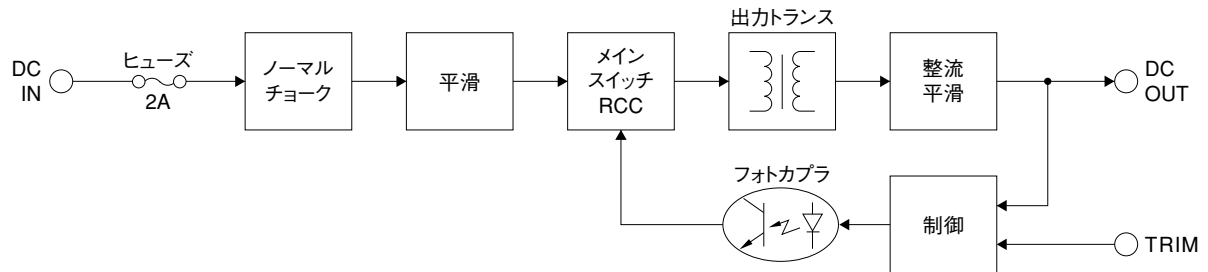 DC
IN
ヒューズ
2A
ノーマル
チョーク
平滑
メイン
スイッチ
RCC
出力トランス
整流
平滑
DC
OUT
フォトカプラ
制御
TRIM